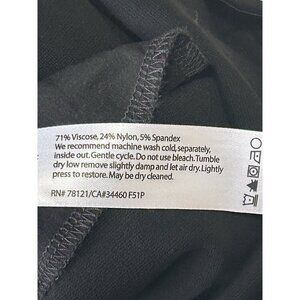 71% Viscose, 24% Nylon, 5% Spandex
We recommend machine wash cold, separately,
inside out. Gentle cycle. Do not use bleach. Tumble
dry low remove slightly damp and let air dry. Lightly
press to restore. May be dry cleaned.
RN# 78121/CA#34460 F51P